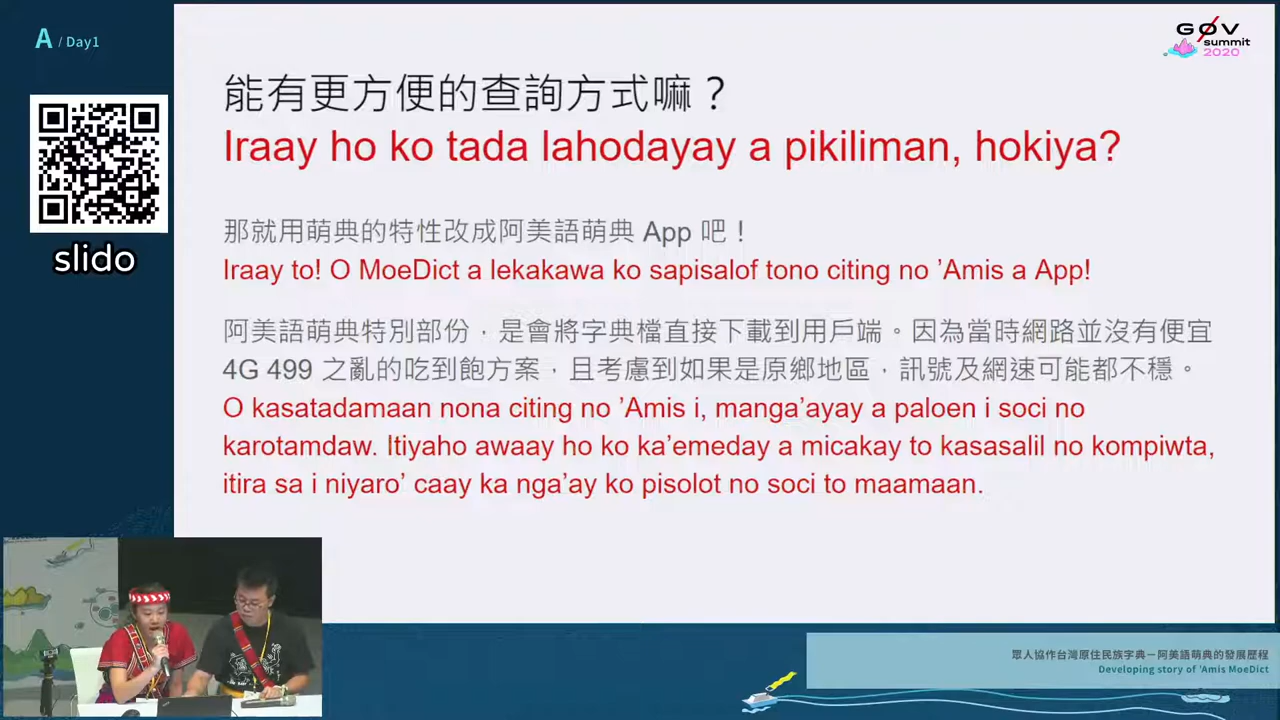 A / Day1
GØV
summit
2020
slido
能有更方便的查詢方式嘛？
Iraay ho ko tada lahodayay a pikiliman, hokiya?
那就用萌典的特性改成阿美語萌典 App 吧！
Iraay to! O MoeDict a lekakawa ko sapisalof tono citing no ’Amis a App!
阿美語萌典特別部份，是會將字典檔直接下載到用戶端。因為當時網路並沒有便宜
4G 499 之亂的吃到飽方案，且考慮到如果是原鄉地區，訊號及網速可能都不穩。
O kasatadamaan nona citing no ’Amis i, manga’ayay a paloen i soci no
karotamdaw. Itiyaho awaay ho ko ka’emeday a micakay to kasasalil no kompiwta,
itira sa i niyaro’ caay ka nga’ay ko pisolot no soci to maamaan.
眾人協作台灣原住民族字典－阿美語萌典的發展歷程
Developing story of 'Amis MoeDict